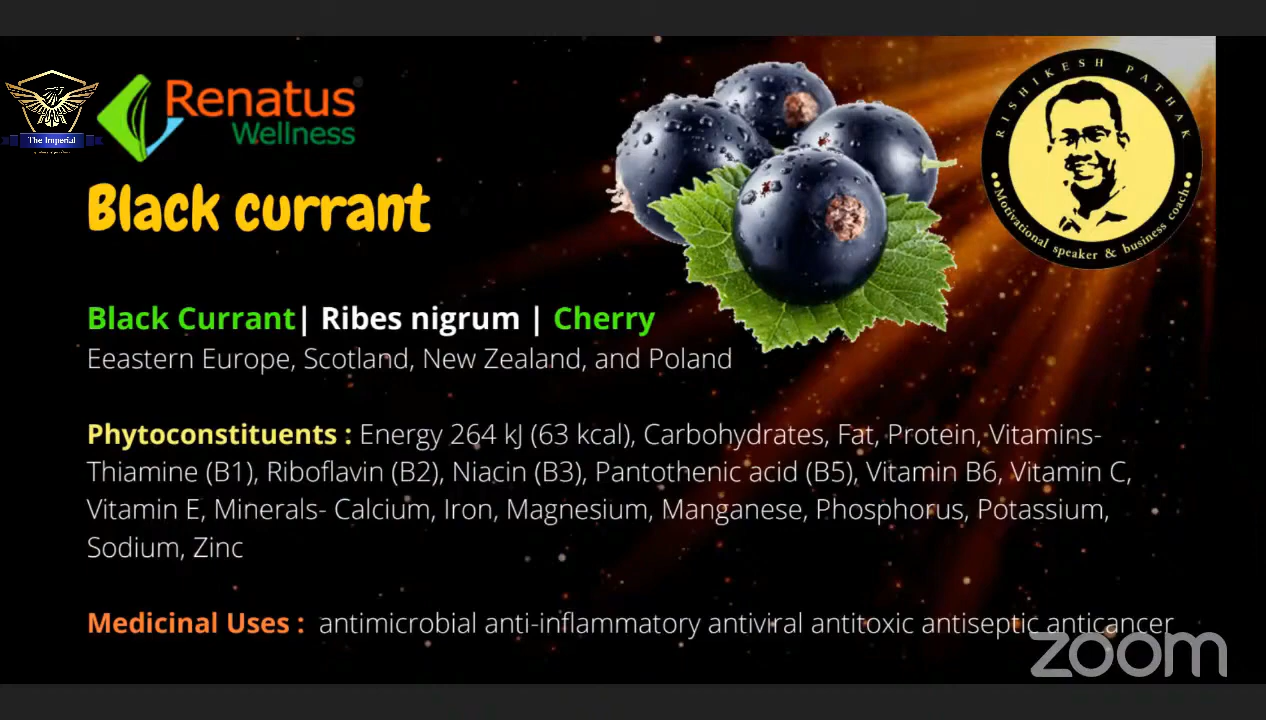 Renatus
Wellness
The Imperial
RISHIKESH PATHAK
Motivational speaker & business coach
Black currant
Black Currant| Ribes nigrum | Cherry
Eeastern Europe, Scotland, New Zealand, and Poland
Phytoconstituents : Energy 264 kJ (63 kcal), Carbohydrates, Fat, Protein, Vitamins-
Thiamine (B1), Riboflavin (B2), Niacin (B3), Pantothenic acid (B5), Vitamin B6, Vitamin C,
Vitamin E, Minerals- Calcium, Iron, Magnesium, Manganese, Phosphorus, Potassium,
Sodium, Zinc
Medicinal Uses : antimicrobial anti-inflammatory antiviral antitoxic antiseptic anticancer
zoom